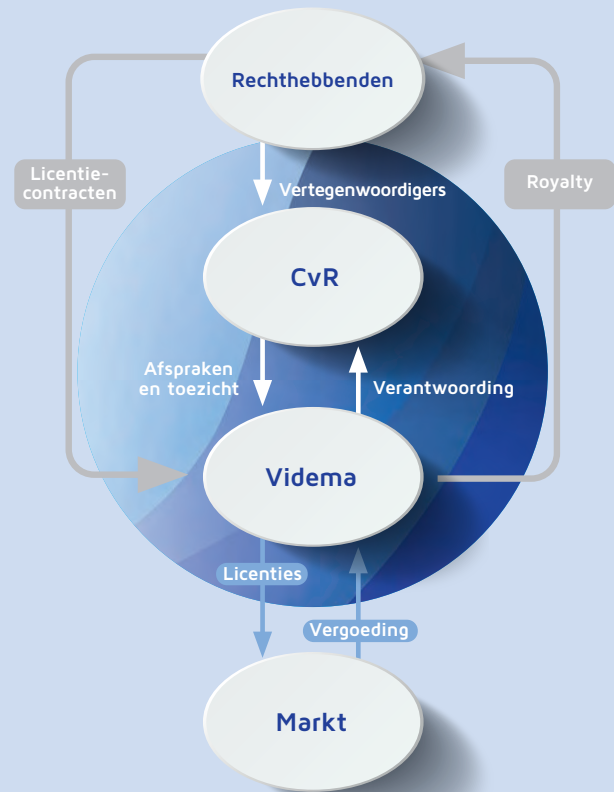 Rechthebbenden
Licentie-
contracten
Royalty
Vertegenwoordigers
CvR
Afspraken
en toezicht
Verantwoording
Videma
Licenties
Vergoeding
Markt